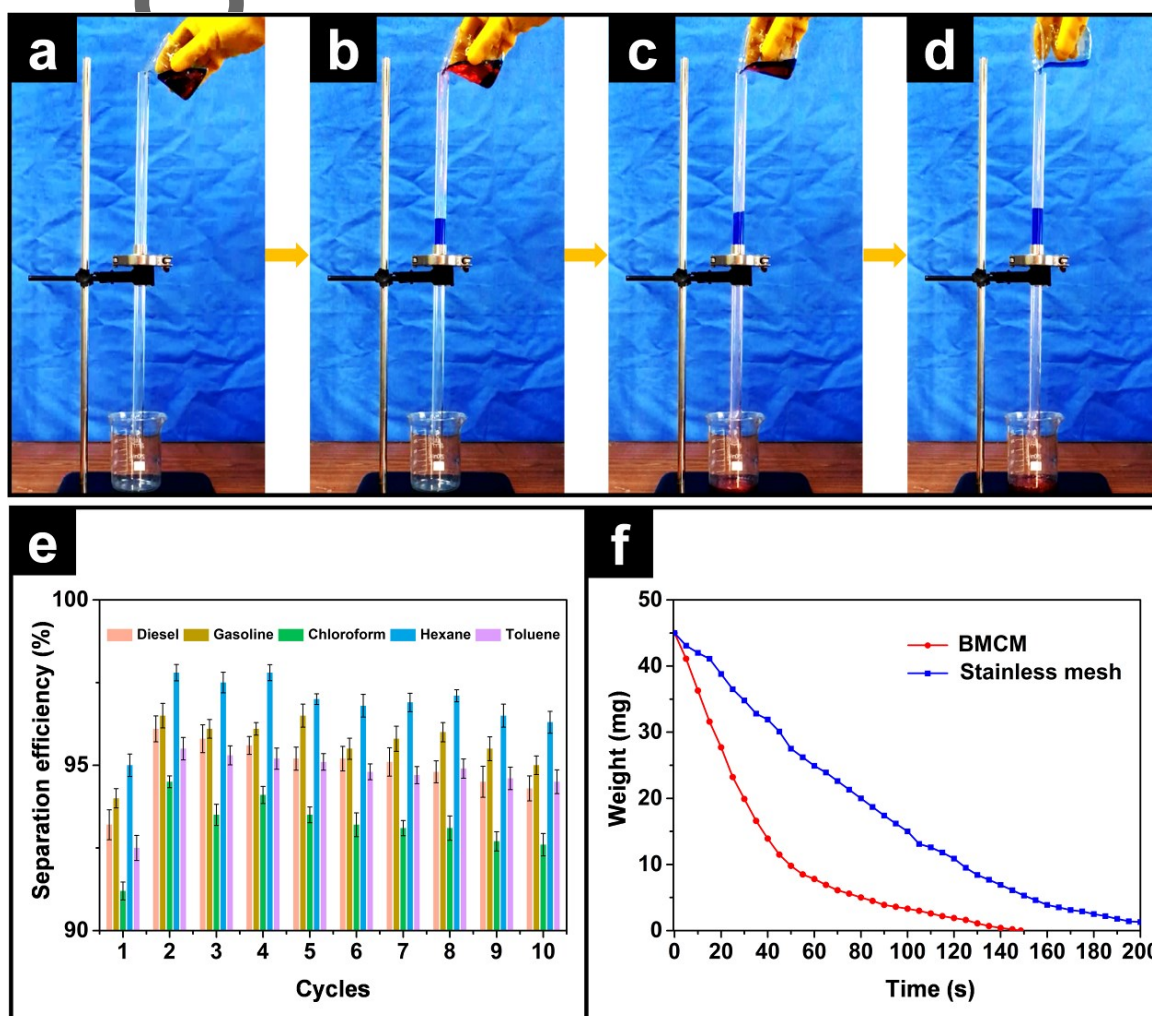 a
b
c
d
e
100
95
90
Separation efficiency (%)
Diesel Gasoline Chloroform Hexane Toluene
1 2 3 4 5 6 7 8 9 10
Cycles
f
50
40
30
20
10
0
Weight (mg)
BMCM
Stainless mesh
0 20 40 60 80 100 120 140 160 180 200
Time (s)